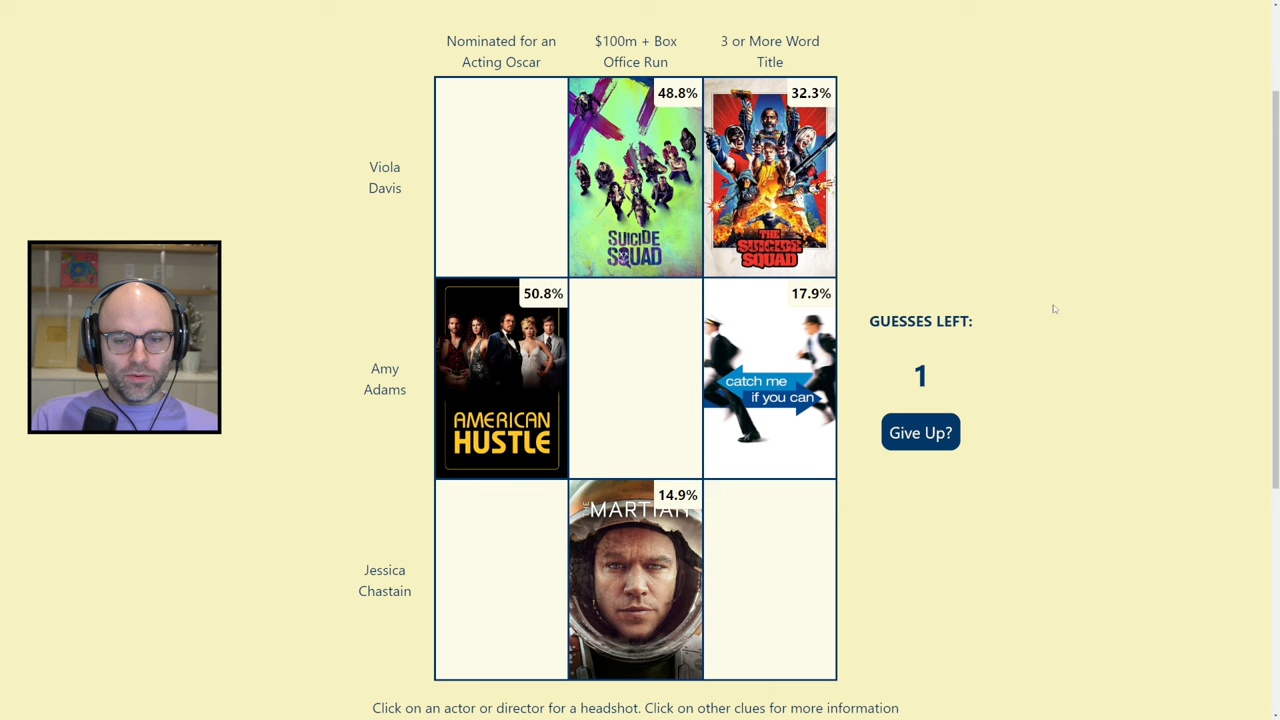 Nominated for an
Acting Oscar
$100m + Box
Office Run
3 or More Word
Title
Viola
Davis
48.8%
SUICIDE
SQUAD
32.3%
THE
SUICIDE
SQUAD
Amy
Adams
50.8%
AMERICAN
HUSTLE
17.9%
catch me
if you can
GUESSES LEFT:
1
Give Up?
Jessica
Chastain
14.9%
THE MARTIAN
Click on an actor or director for a headshot. Click on other clues for more information